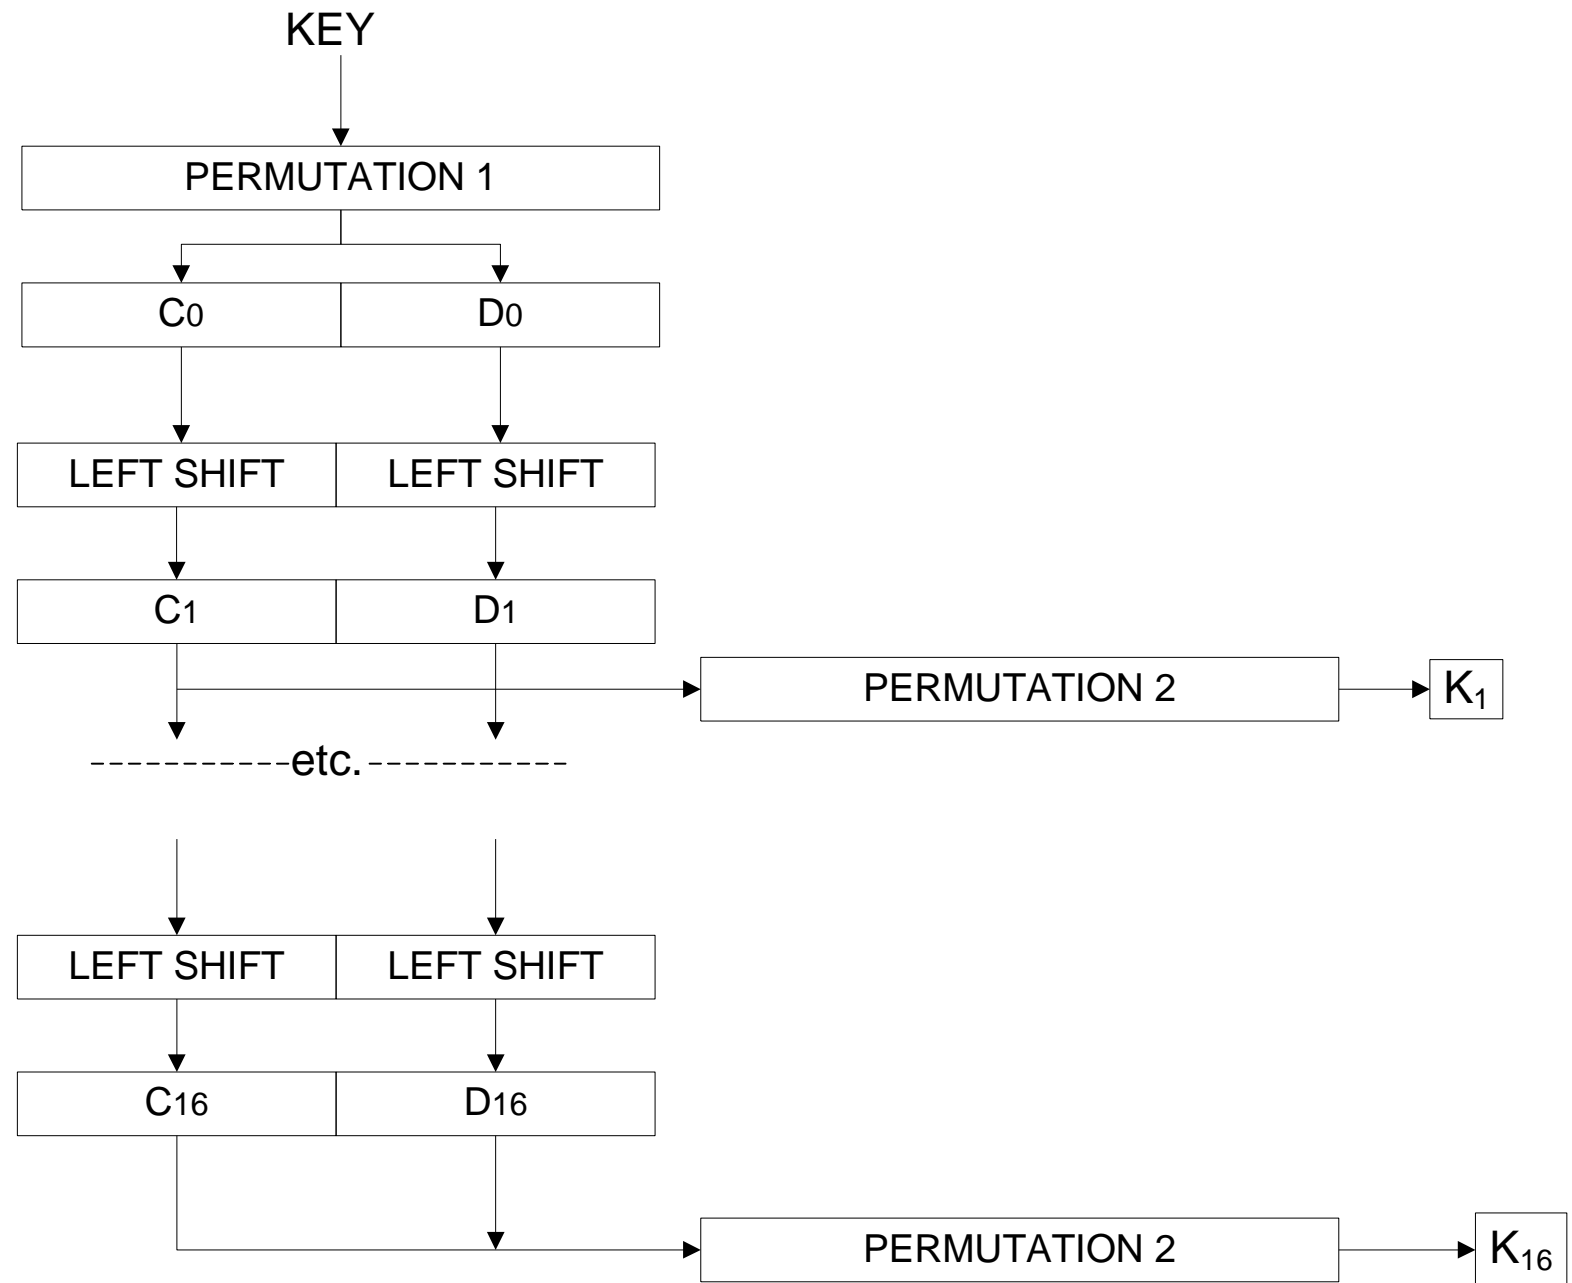 KEY
PERMUTATION 1
C0 D0
LEFT SHIFT LEFT SHIFT
C1 D1
PERMUTATION 2 K1
etc.
LEFT SHIFT LEFT SHIFT
C16 D16
PERMUTATION 2 K16